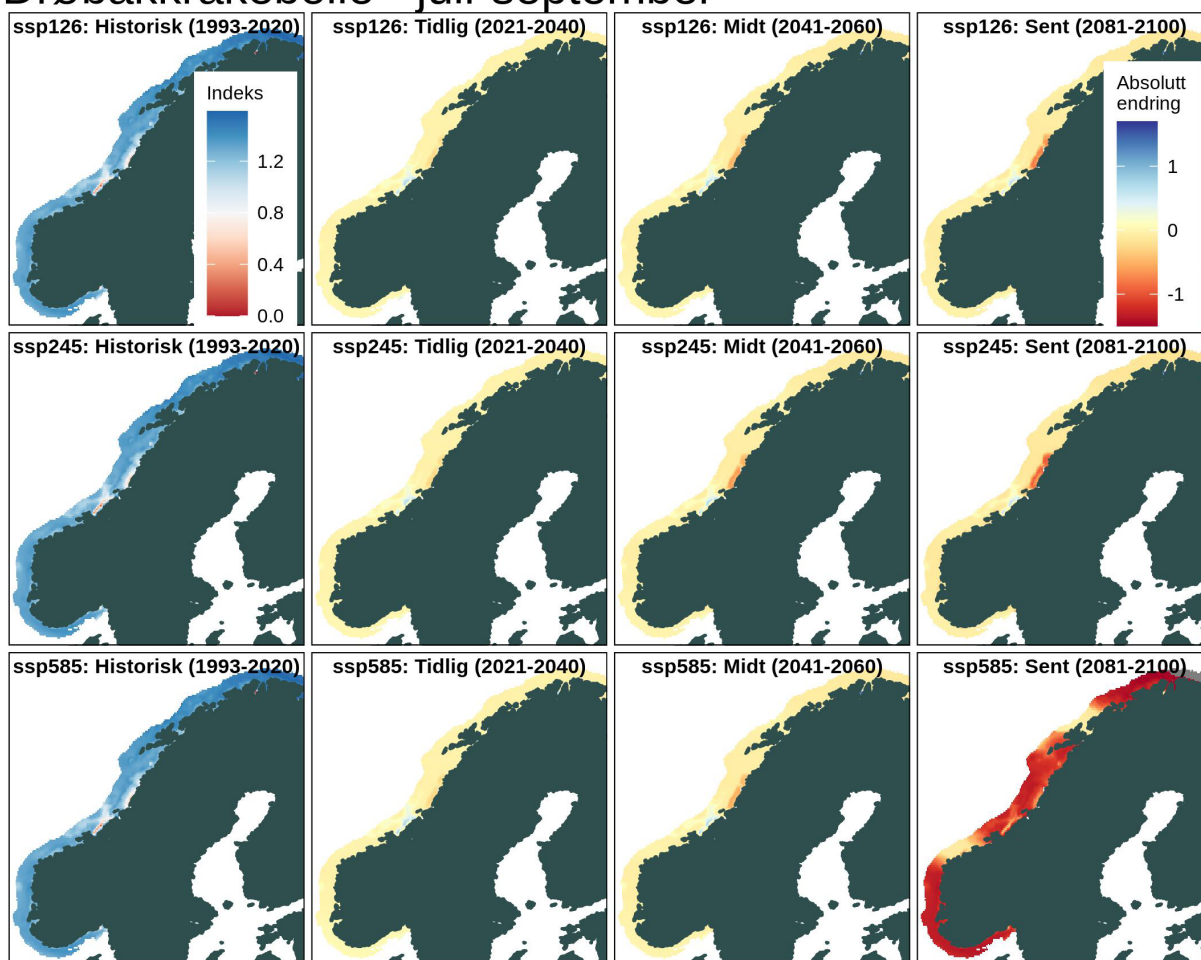 ssp126: Historisk (1993-2020)
ssp126: Tidlig (2021-2040)
ssp126: Midt (2041-2060)
ssp126: Sent (2081-2100)
Indeks
1.2
0.8
0.4
0.0
Absolutt
endring
1
0
-1
ssp245: Historisk (1993-2020)
ssp245: Tidlig (2021-2040)
ssp245: Midt (2041-2060)
ssp245: Sent (2081-2100)
ssp585: Historisk (1993-2020)
ssp585: Tidlig (2021-2040)
ssp585: Midt (2041-2060)
ssp585: Sent (2081-2100)